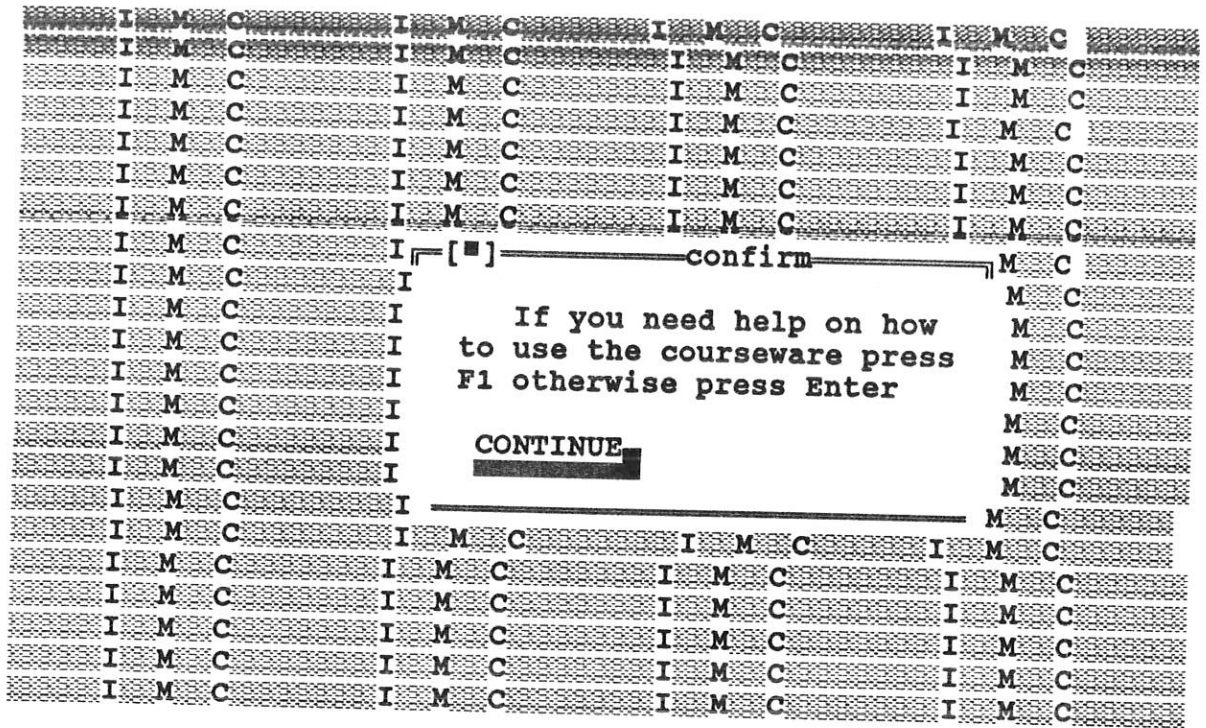 I M C I M C I M C I M C
I M C I M C I M C I M C
I M C I M C I M C I M C
I M C I M C I M C I M C
I M C I M C I M C I M C
I M C I M C I M C I M C
I M C I M C I M C I M C
I M C I [■] confirm M C
I M C I M C
I M C I If you need help on how M C
I M C I to use the courseware press M C
I M C I F1 otherwise press Enter M C
I M C I M C
I M C I CONTINUE M C
I M C I M C
I M C I M C
I M C I M C I M C I M C
I M C I M C I M C I M C
I M C I M C I M C I M C
I M C I M C I M C I M C
I M C I M C I M C I M C
I M C I M C I M C I M C